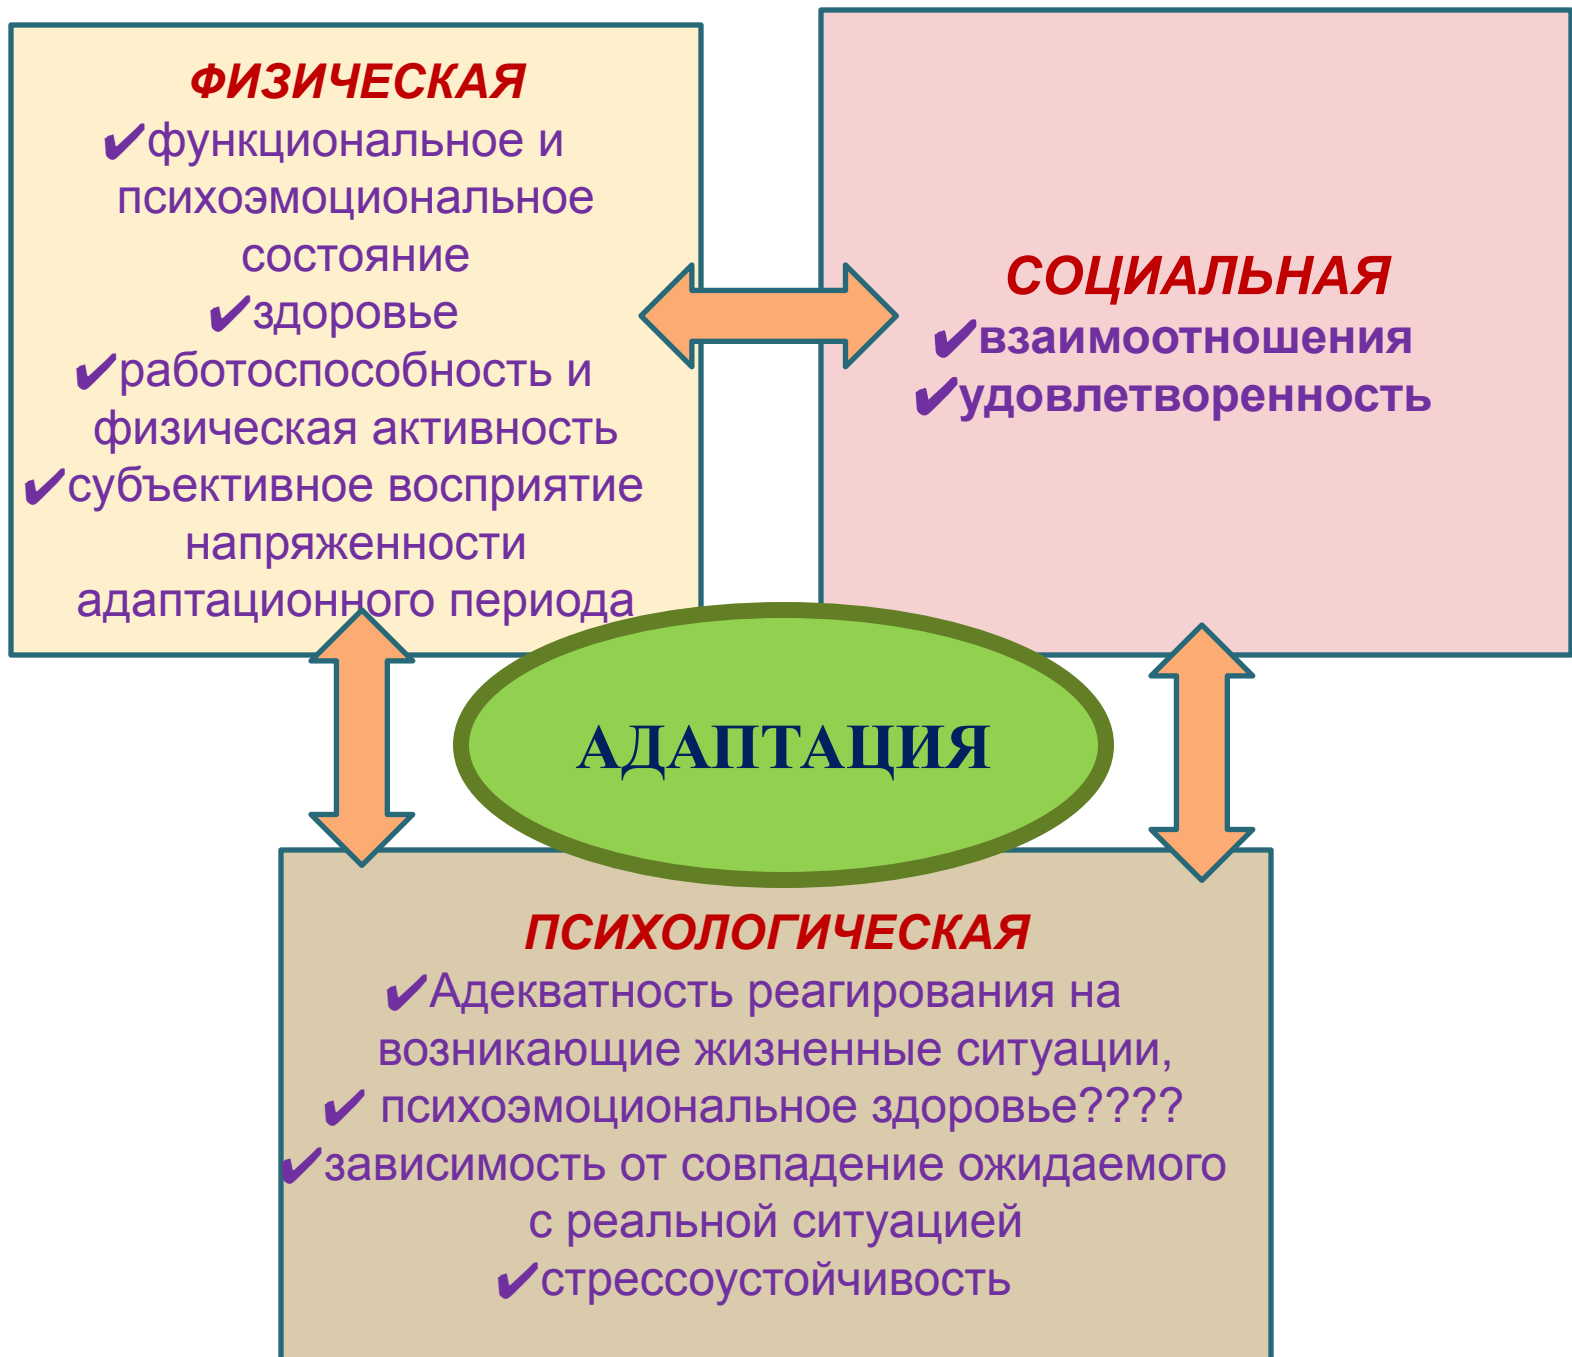 ФИЗИЧЕСКАЯ
✔функциональное и
психоэмоциональное
состояние
✔здоровье
✔работоспособность и
физическая активность
✔субъективное восприятие
напряженности
адаптационного периода
СОЦИАЛЬНАЯ
✔взаимоотношения
✔удовлетворенность
АДАПТАЦИЯ
ПСИХОЛОГИЧЕСКАЯ
✔Адекватность реагирования на
возникающие жизненные ситуации,
✔ психоэмоциональное здоровье????
✔зависимость от совпадение ожидаемого
с реальной ситуацией
✔стрессоустойчивость